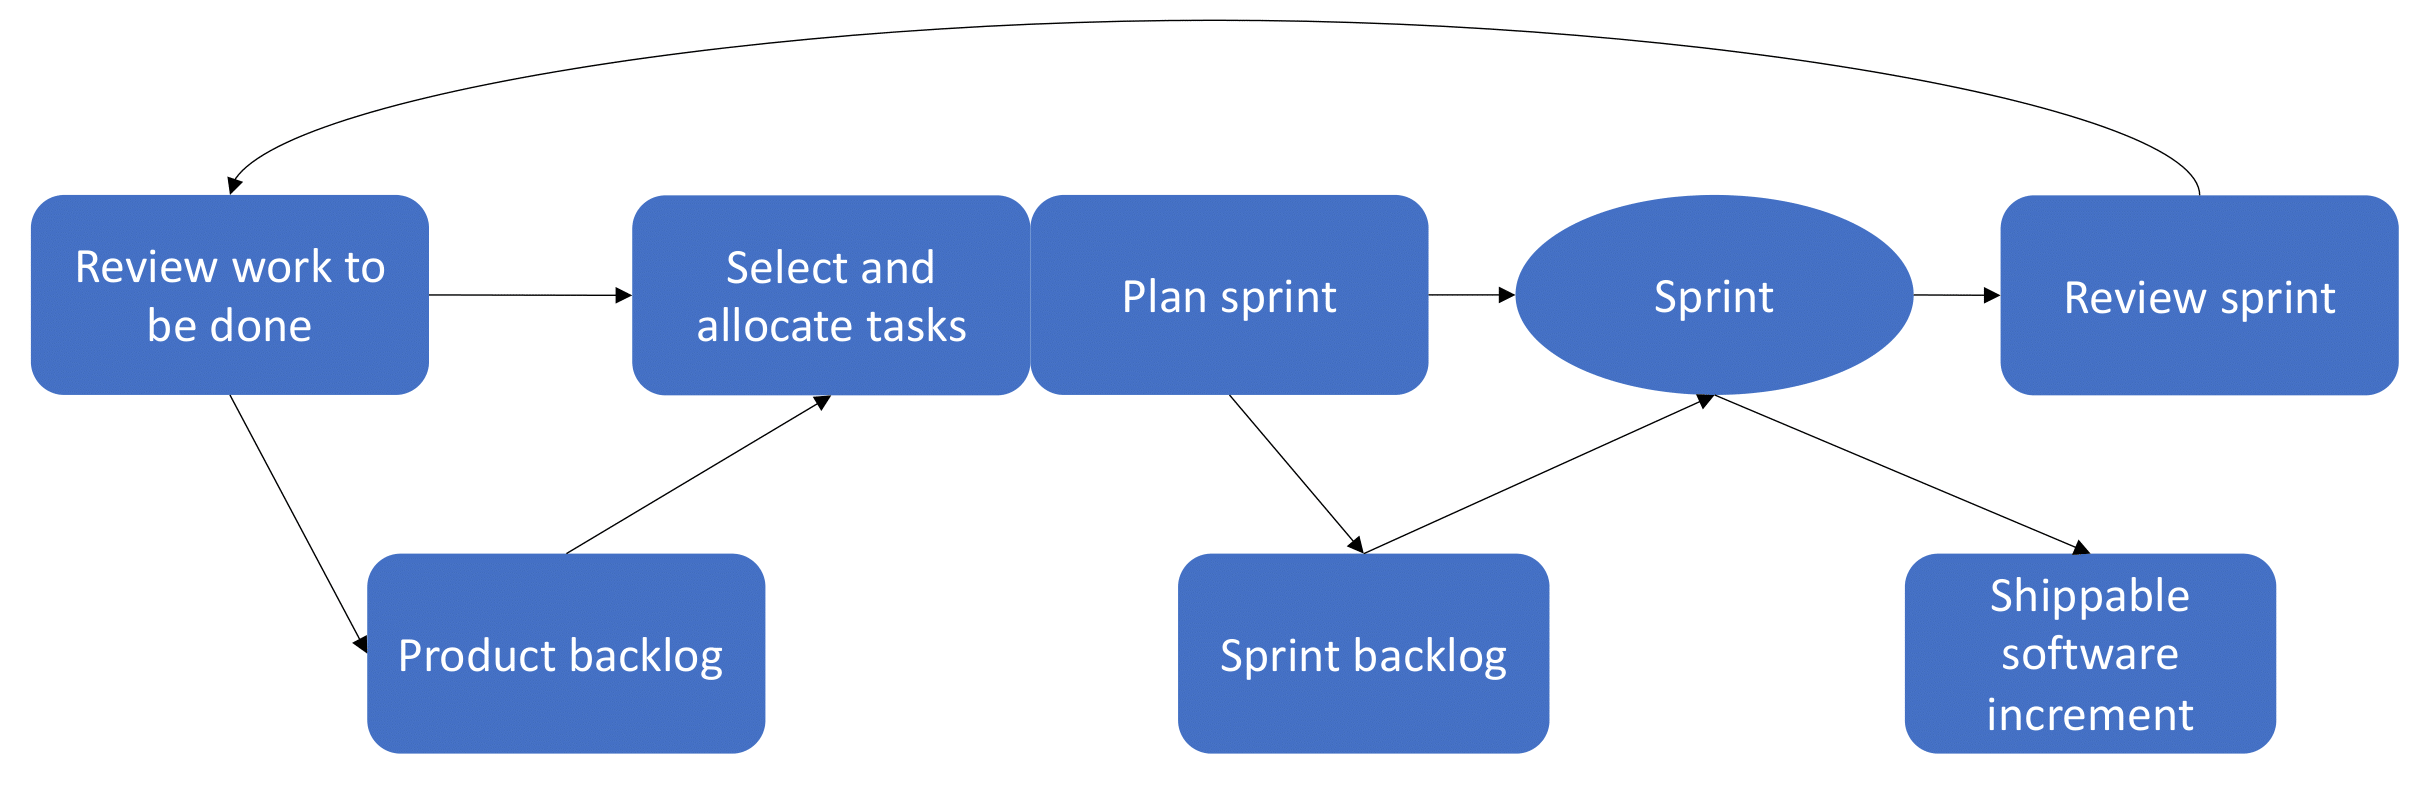 Review work to
be done
Select and
allocate tasks
Plan sprint
Sprint
Review sprint
Product backlog
Sprint backlog
Shippable
software
increment